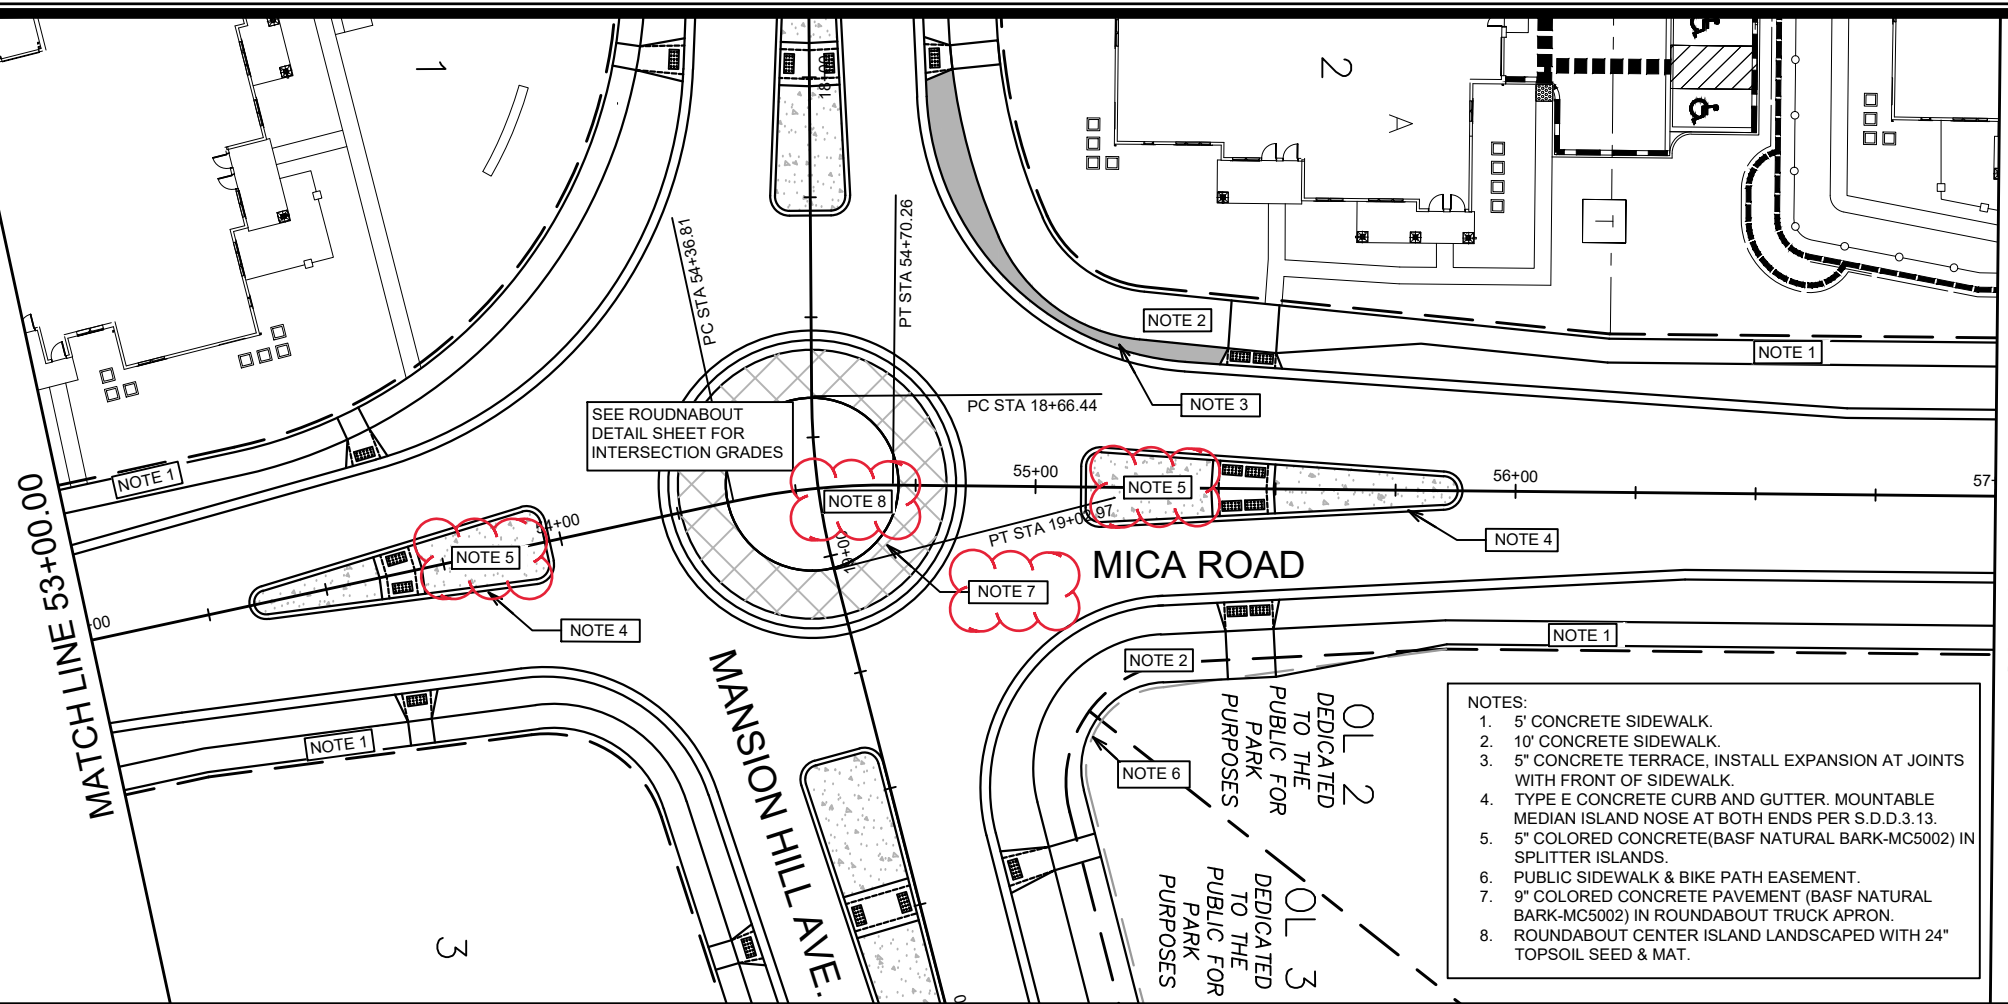 1
2
A
T
18+00
PC STA 54+36.81
PT STA 54+70.26
NOTE 2
NOTE 1
NOTE 3
PC STA 18+66.44
SEE ROUDNABOUT
DETAIL SHEET FOR
INTERSECTION GRADES
NOTE 1
NOTE 8
55+00
NOTE 5
56+00
57+
NOTE 4
54+00
NOTE 5
PT STA 19+02.97
19+00
NOTE 7
MICA ROAD
MATCH LINE 53+00.00
00
NOTE 4
NOTE 1
NOTE 2
NOTE 1
MANSION HILL AVE.
NOTE 6
OL 2
DEDICATED
TO THE
PUBLIC FOR
PARK
PURPOSES
OL 3
DEDICATED
TO THE
PUBLIC FOR
PARK
PURPOSES
3
0
NOTES:
1. 5' CONCRETE SIDEWALK.
2. 10' CONCRETE SIDEWALK.
3. 5" CONCRETE TERRACE, INSTALL EXPANSION AT JOINTS
WITH FRONT OF SIDEWALK.
4. TYPE E CONCRETE CURB AND GUTTER. MOUNTABLE
MEDIAN ISLAND NOSE AT BOTH ENDS PER S.D.D.3.13.
5. 5" COLORED CONCRETE(BASF NATURAL BARK-MC5002) IN
SPLITTER ISLANDS.
6. PUBLIC SIDEWALK & BIKE PATH EASEMENT.
7. 9" COLORED CONCRETE PAVEMENT (BASF NATURAL
BARK-MC5002) IN ROUNDABOUT TRUCK APRON.
8. ROUNDABOUT CENTER ISLAND LANDSCAPED WITH 24"
TOPSOIL SEED & MAT.